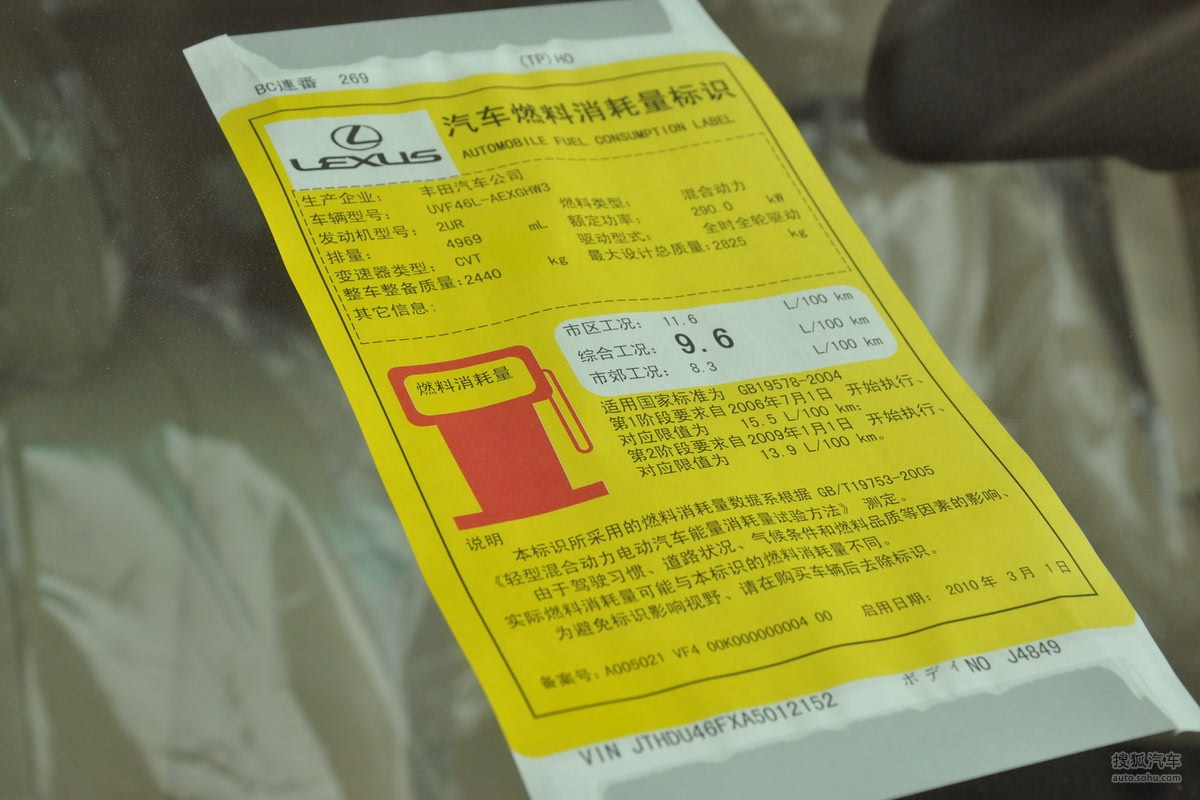 BC連番 269 (TP)HO
LEXUS
汽车燃料消耗量标识
AUTOMOBILE FUEL CONSUMPTION LABEL
生产企业: 丰田汽车公司
车辆型号: UVF46L-AEXGHW3 燃料类型: 混合动力
发动机型号: 2UR 额定功率: 290.0 kW
排量: 4969 mL 驱动型式: 全时全轮驱动
变速器类型: CVT 最大设计总质量:2825 kg
整车整备质量:2440 kg
其它信息:
燃料消耗量
市区工况: 11.6 L/100 km
综合工况: 9.6 L/100 km
市郊工况: 8.3 L/100 km
适用国家标准为 GB19578-2004
第1阶段要求自2006年7月1日 开始执行、
对应限值为 15.5 L/100 km;
第2阶段要求自2009年1月1日 开始执行、
对应限值为 13.9 L/100 km。
说明
本标识所采用的燃料消耗量数据系根据 GB/T19753-2005
《轻型混合动力电动汽车能量消耗量试验方法》 测定。
由于驾驶习惯、道路状况、气候条件和燃料品质等因素的影响、
实际燃料消耗量可能与本标识的燃料消耗量不同。
为避免标识影响视野、请在购买车辆后去除标识。
备案号: A005021 VF4 00K000000004 00 启用日期: 2010年 3月 1日
VIN JTHDU46FXA5012152 ボディNO J4849
搜狐汽车
auto.sohu.com